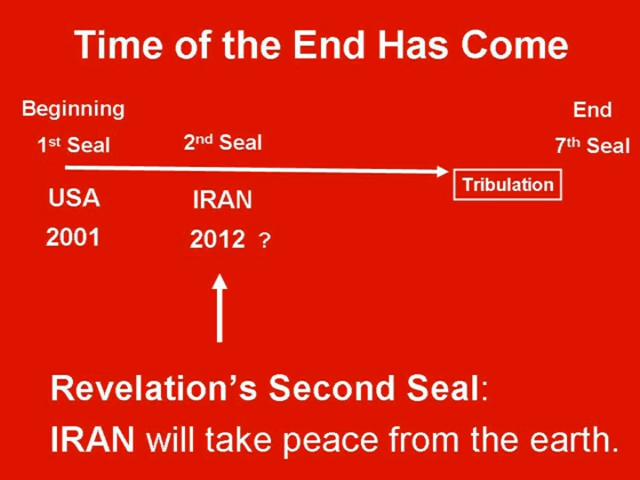 Time of the End Has Come
Beginning
End
1st Seal
2nd Seal
7th Seal
Tribulation
USA
IRAN
2001
2012 ?
Revelation’s Second Seal:
IRAN will take peace from the earth.